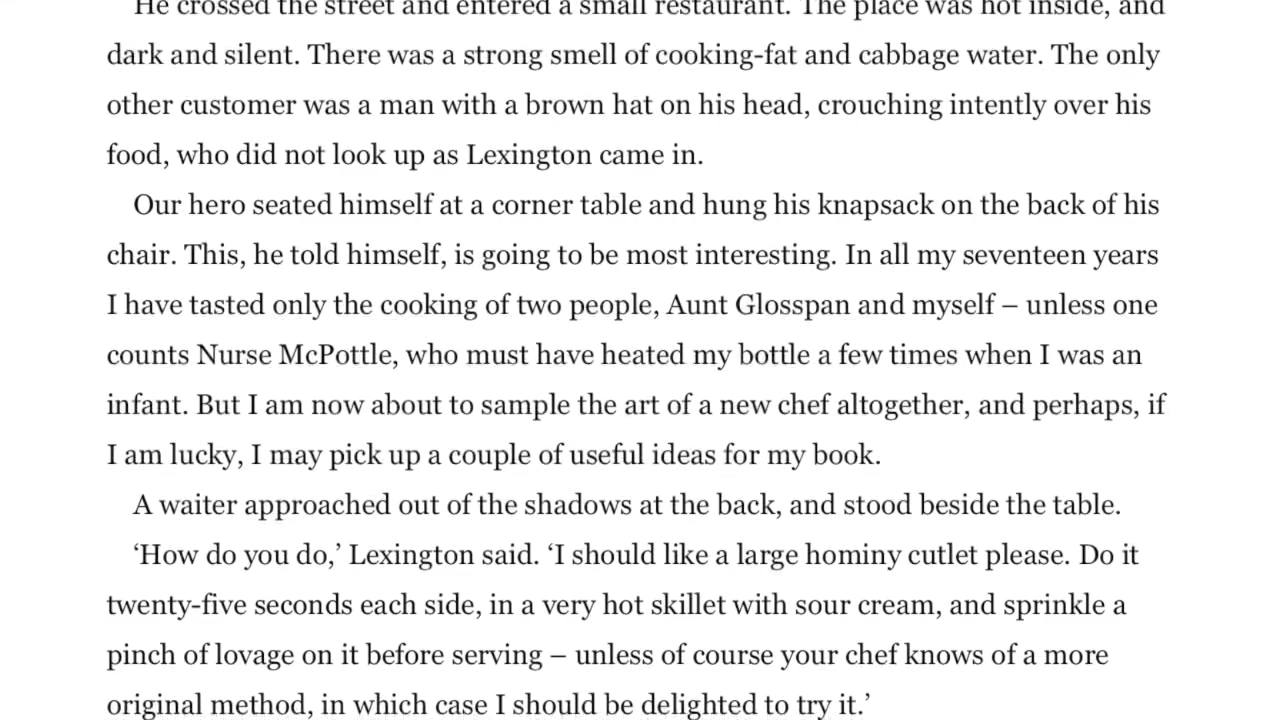 He crossed the street and entered a small restaurant. The place was hot inside, and
dark and silent. There was a strong smell of cooking-fat and cabbage water. The only
other customer was a man with a brown hat on his head, crouching intently over his
food, who did not look up as Lexington came in.
Our hero seated himself at a corner table and hung his knapsack on the back of his
chair. This, he told himself, is going to be most interesting. In all my seventeen years
I have tasted only the cooking of two people, Aunt Glosspan and myself – unless one
counts Nurse McPottle, who must have heated my bottle a few times when I was an
infant. But I am now about to sample the art of a new chef altogether, and perhaps, if
I am lucky, I may pick up a couple of useful ideas for my book.
A waiter approached out of the shadows at the back, and stood beside the table.
‘How do you do,’ Lexington said. ‘I should like a large hominy cutlet please. Do it
twenty-five seconds each side, in a very hot skillet with sour cream, and sprinkle a
pinch of lovage on it before serving – unless of course your chef knows of a more
original method, in which case I should be delighted to try it.’